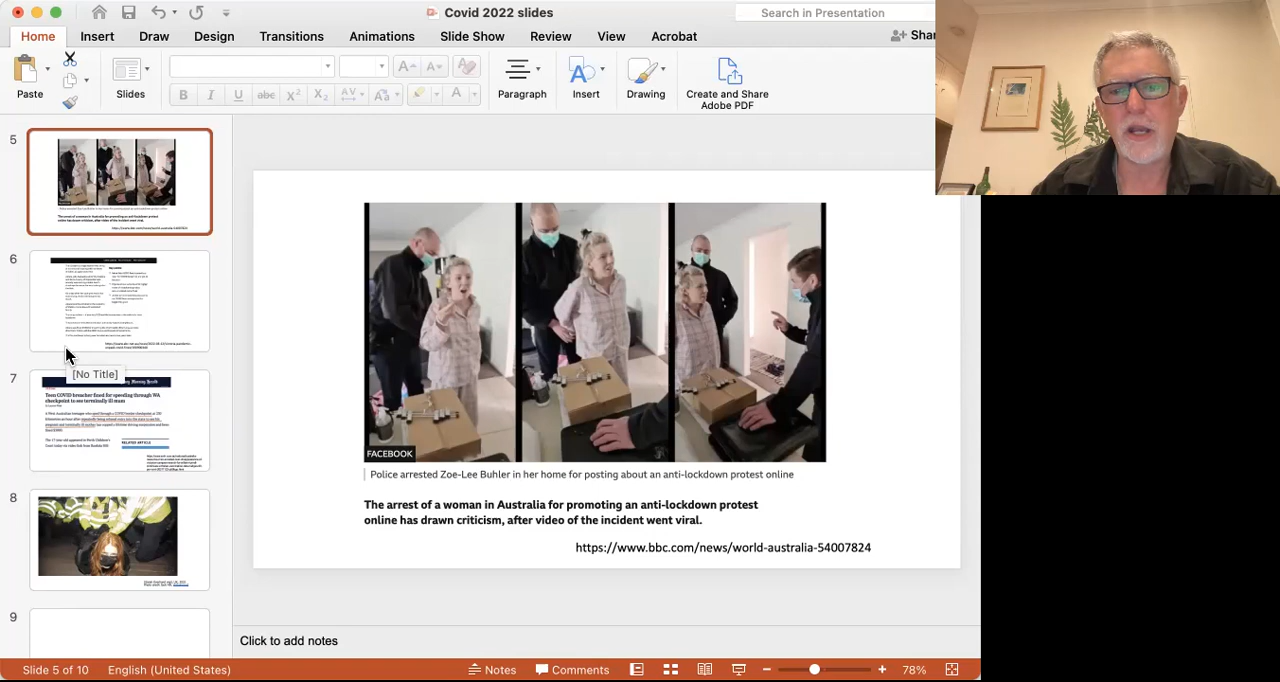 Covid 2022 slides
Search in Presentation
Home Insert Draw Design Transitions Animations Slide Show Review View Acrobat
Paste
Slides
Paragraph
Insert
Drawing
Create and Share
Adobe PDF
5
6
[No Title]
7
Teen COVID breacher fined for speeding through WA
checkpoint to see terminally ill mum
RELATED ARTICLE
8
9
FACEBOOK
Police arrested Zoe-Lee Buhler in her home for posting about an anti-lockdown protest online
The arrest of a woman in Australia for promoting an anti-lockdown protest
online has drawn criticism, after video of the incident went viral.
https://www.bbc.com/news/world-australia-54007824
Click to add notes
Slide 5 of 10 English (United States) Notes Comments 78%